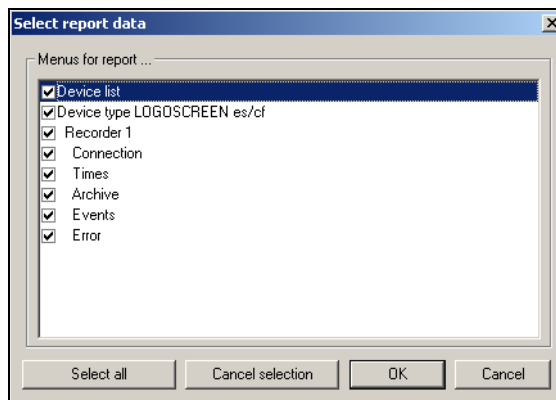 Select report data
Menus for report ...
Device list
Device type LOGOSCREEN es/cf
Recorder 1
Connection
Times
Archive
Events
Error
Select all Cancel selection OK Cancel